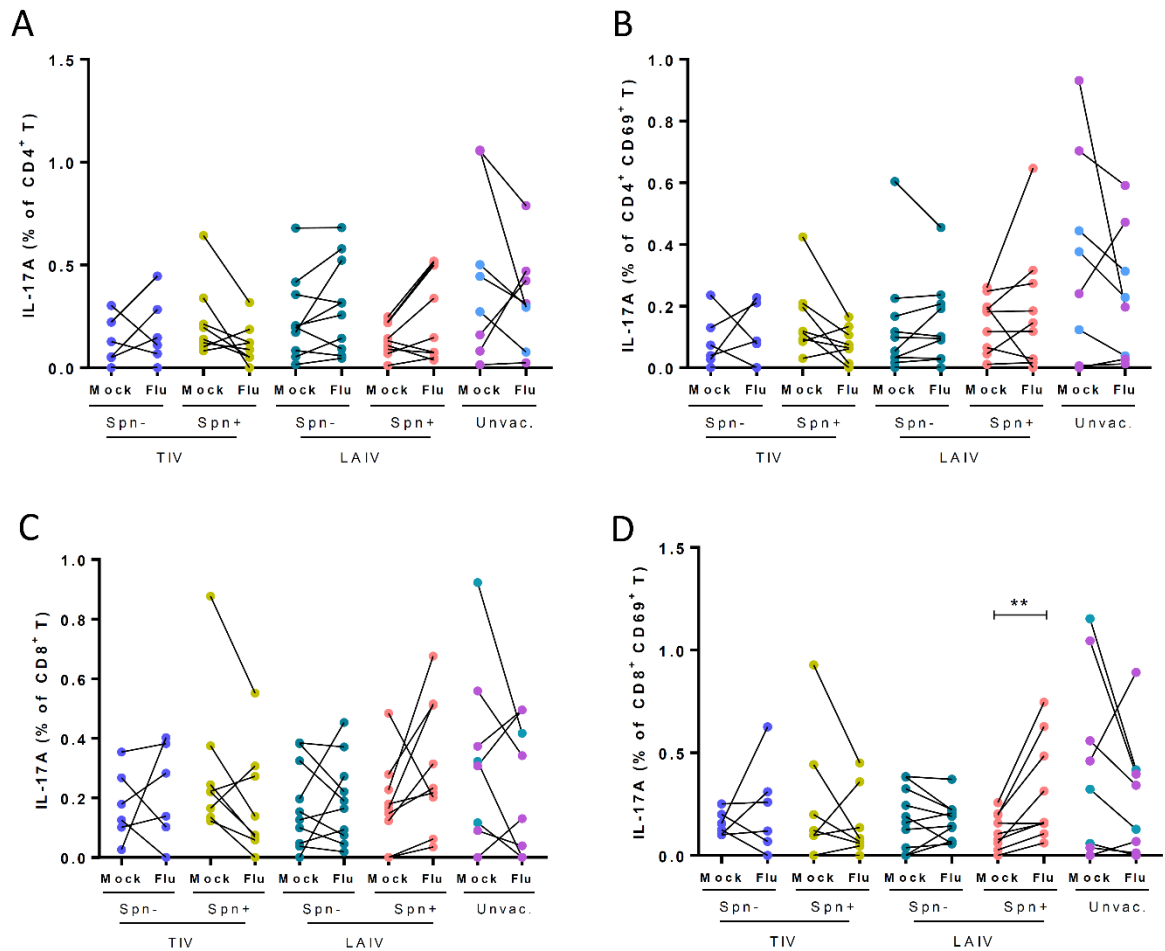 A
IL-17A (% of CD4⁺ T)
1.5
1.0
0.5
0.0
Mock Flu Mock Flu Mock Flu Mock Flu Mock Flu
Spn- Spn+ Spn- Spn+ Unvac.
TIV LAIV
B
IL-17A (% of CD4⁺ CD69⁺ T)
1.0
0.8
0.6
0.4
0.2
0.0
Mock Flu Mock Flu Mock Flu Mock Flu Mock Flu
Spn- Spn+ Spn- Spn+ Unvac.
TIV LAIV
C
IL-17A (% of CD8⁺ T)
1.0
0.8
0.6
0.4
0.2
0.0
Mock Flu Mock Flu Mock Flu Mock Flu Mock Flu
Spn- Spn+ Spn- Spn+ Unvac.
TIV LAIV
D
IL-17A (% of CD8⁺ CD69⁺ T)
1.5
1.0
0.5
0.0
**
Mock Flu Mock Flu Mock Flu Mock Flu Mock Flu
Spn- Spn+ Spn- Spn+ Unvac.
TIV LAIV